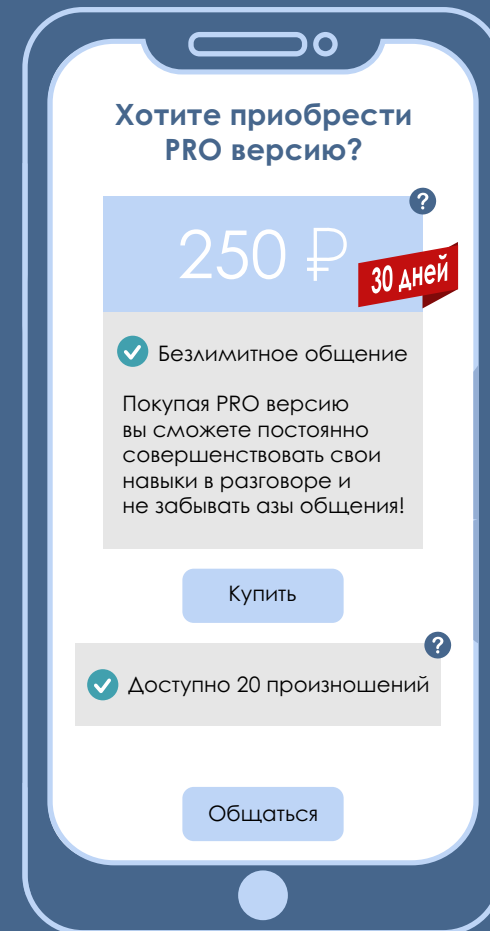 Хотите приобрести
PRO версию?
?
250 ₽
30 дней
Безлимитное общение
Покупая PRO версию
вы сможете постоянно
совершенствовать свои
навыки в разговоре и
не забывать азы общения!
Купить
?
Доступно 20 произношений
Общаться